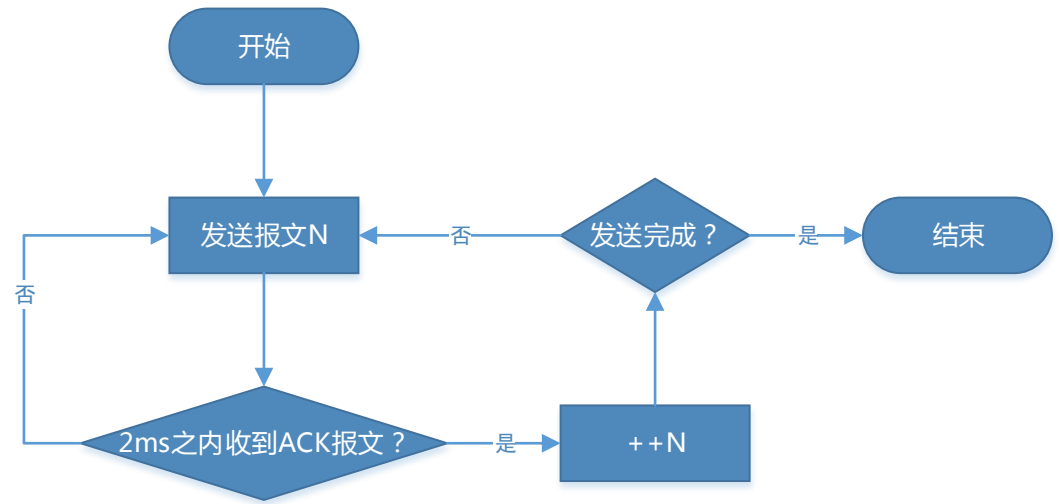 开始
发送报文N
否
发送完成？
是
结束
否
2ms之内收到ACK报文？
是
++N